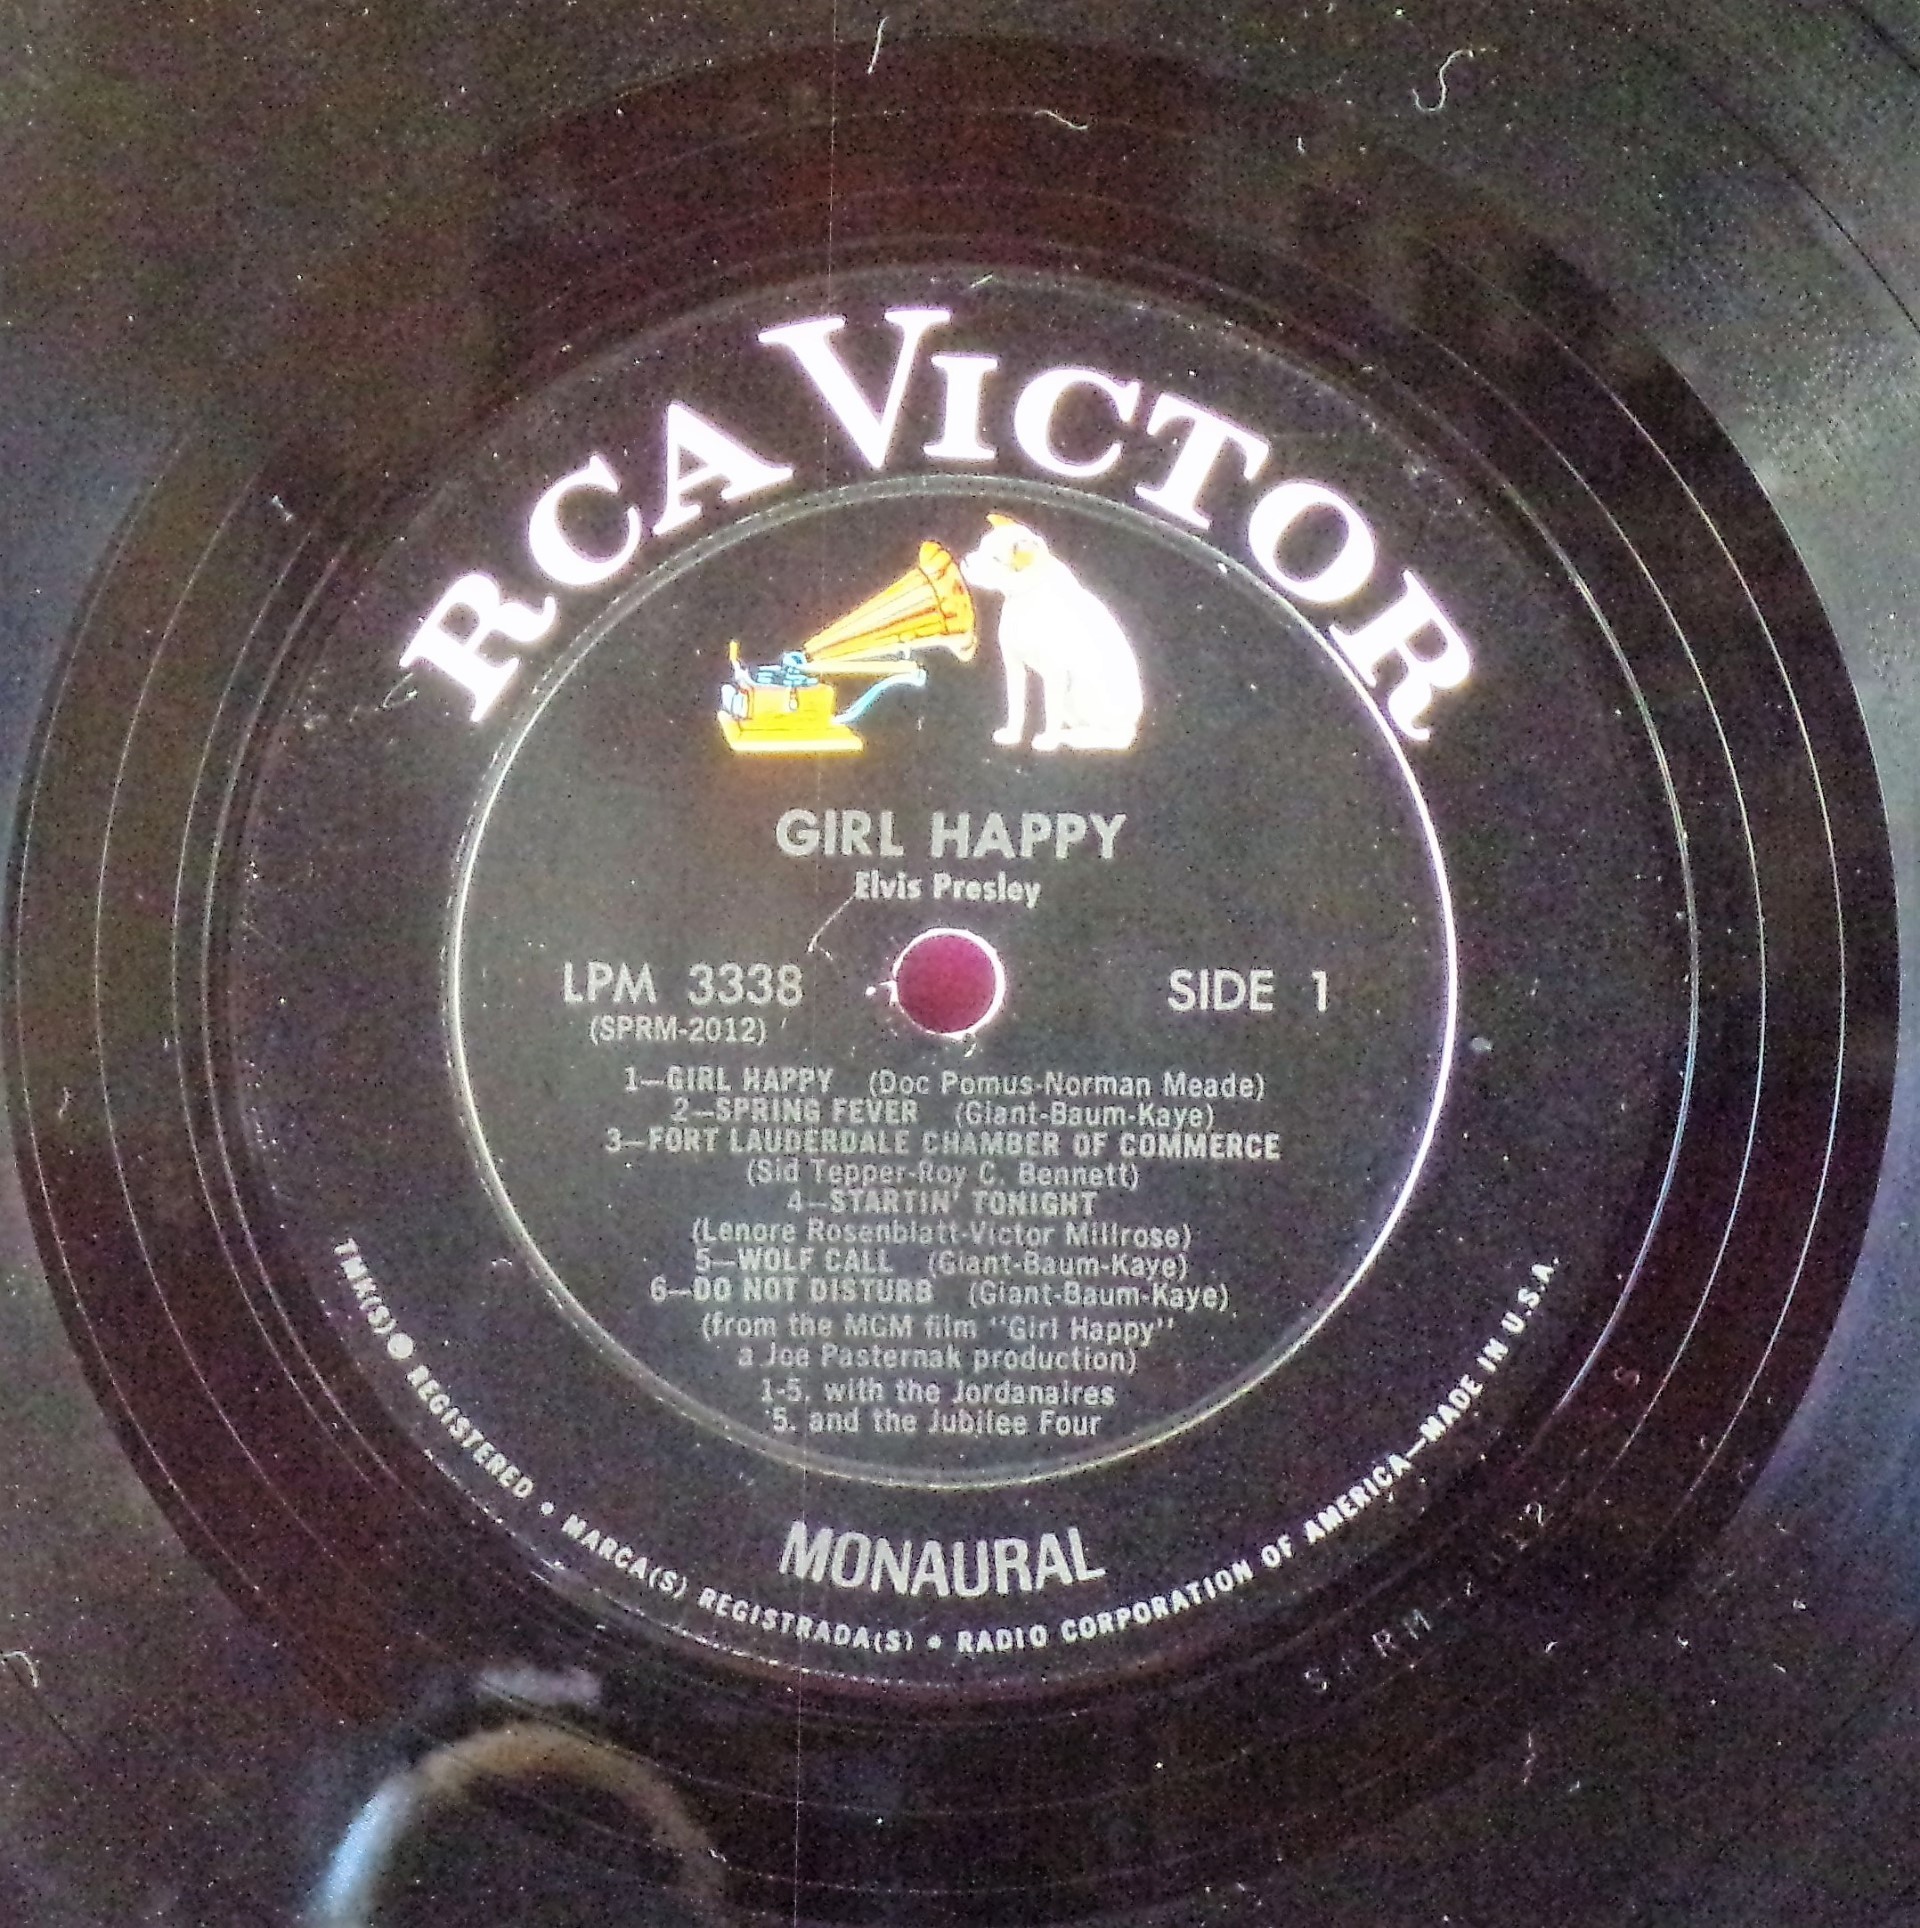 RCA VICTOR
GIRL HAPPY
Elvis Presley
LPM 3338
SIDE 1
(SPRM-2012)
1—GIRL HAPPY (Doc Pomus-Norman Meade)
2—SPRING FEVER (Giant-Baum-Kaye)
3—FORT LAUDERDALE CHAMBER OF COMMERCE
(Sid Tepper-Roy C. Bennett)
4—STARTIN' TONIGHT
(Lenore Rosenblatt-Victor Millrose)
5—WOLF CALL (Giant-Baum-Kaye)
6—DO NOT DISTURB (Giant-Baum-Kaye)
(from the MGM film "Girl Happy"
a Joe Pasternak production)
1-5. with the Jordanaires
5. and the Jubilee Four
MONAURAL
TMK(S) ● REGISTERED • MARCA(S) REGISTRADA(S) • RADIO CORPORATION OF AMERICA—MADE IN U.S.A.